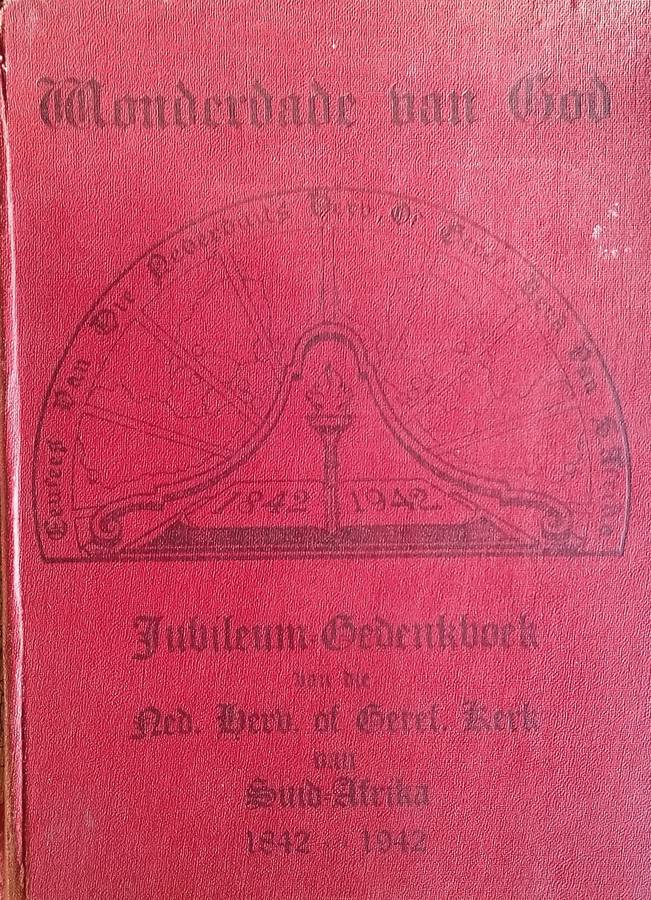 Wonderdade van God
Eeufees Van Die Nederduits Herv. Of Geref. Kerk Van S. Afrika
1842 1942
Jubileum-Gedenkboek
van die
Ned. Herv. of Geref. Kerk
van
Suid-Afrika
1842 - 1942